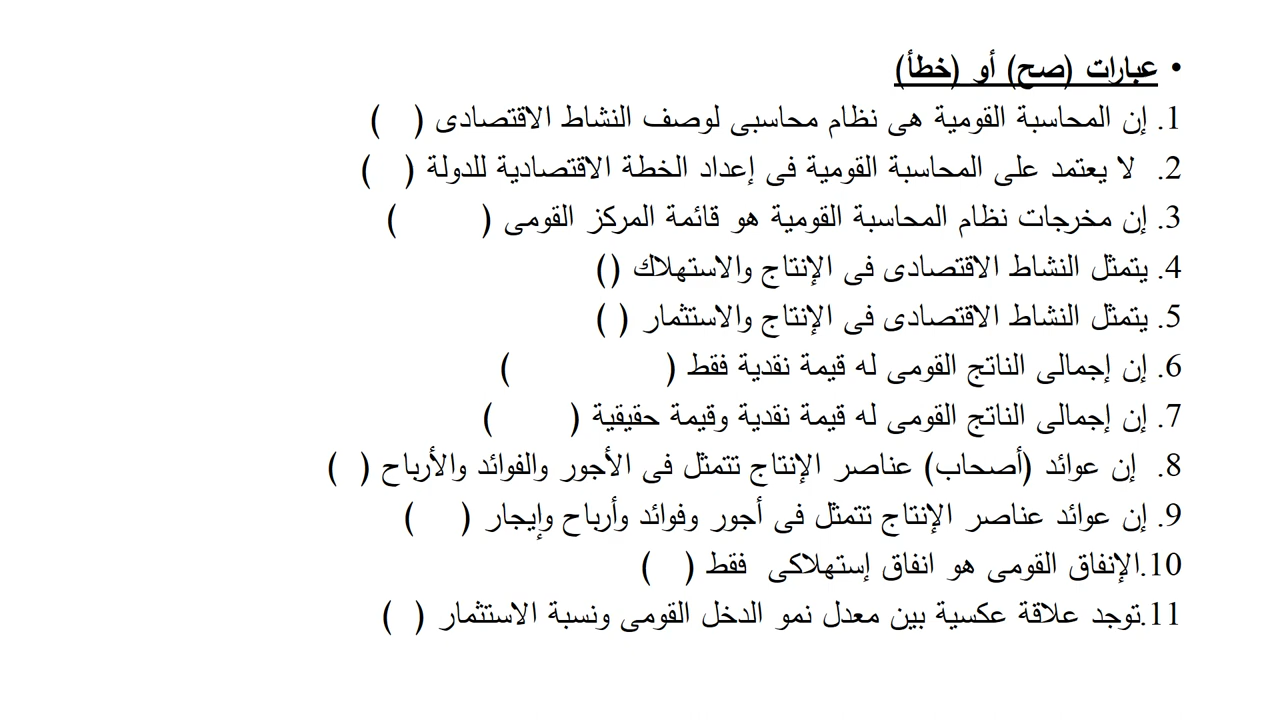 • عبارات (صح) أو (خطأ)
1. إن المحاسبة القومية هى نظام محاسبى لوصف النشاط الاقتصادى (   )
2. لا يعتمد على المحاسبة القومية فى إعداد الخطة الاقتصادية للدولة (   )
3. إن مخرجات نظام المحاسبة القومية هو قائمة المركز القومى (        )
4. يتمثل النشاط الاقتصادى فى الإنتاج والاستهلاك ()
5. يتمثل النشاط الاقتصادى فى الإنتاج والاستثمار ( )
6. إن إجمالى الناتج القومى له قيمة نقدية فقط (              )
7. إن إجمالى الناتج القومى له قيمة نقدية وقيمة حقيقية (       )
8. إن عوائد (أصحاب) عناصر الإنتاج تتمثل فى الأجور والفوائد والأرباح (  )
9. إن عوائد عناصر الإنتاج تتمثل فى أجور وفوائد وأرباح وإيجار (    )
10.الإنفاق القومى هو انفاق إستهلاكى فقط (   )
11.توجد علاقة عكسية بين معدل نمو الدخل القومى ونسبة الاستثمار (  )